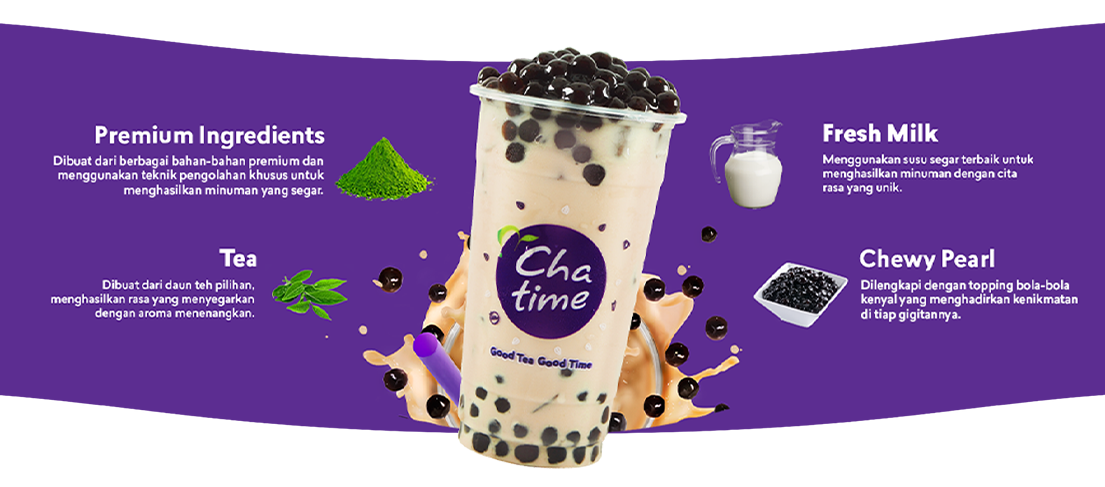 Premium Ingredients
Dibuat dari berbagai bahan-bahan premium dan
menggunakan teknik pengolahan khusus untuk
menghasilkan minuman yang segar.
Tea
Dibuat dari daun teh pilihan,
menghasilkan rasa yang menyegarkan
dengan aroma menenangkan.
Cha
time
Good Tea Good Time
Fresh Milk
Menggunakan susu segar terbaik untuk
menghasilkan minuman dengan cita
rasa yang unik.
Chewy Pearl
Dilengkapi dengan topping bola-bola
kenyal yang menghadirkan kenikmatan
di tiap gigitannya.